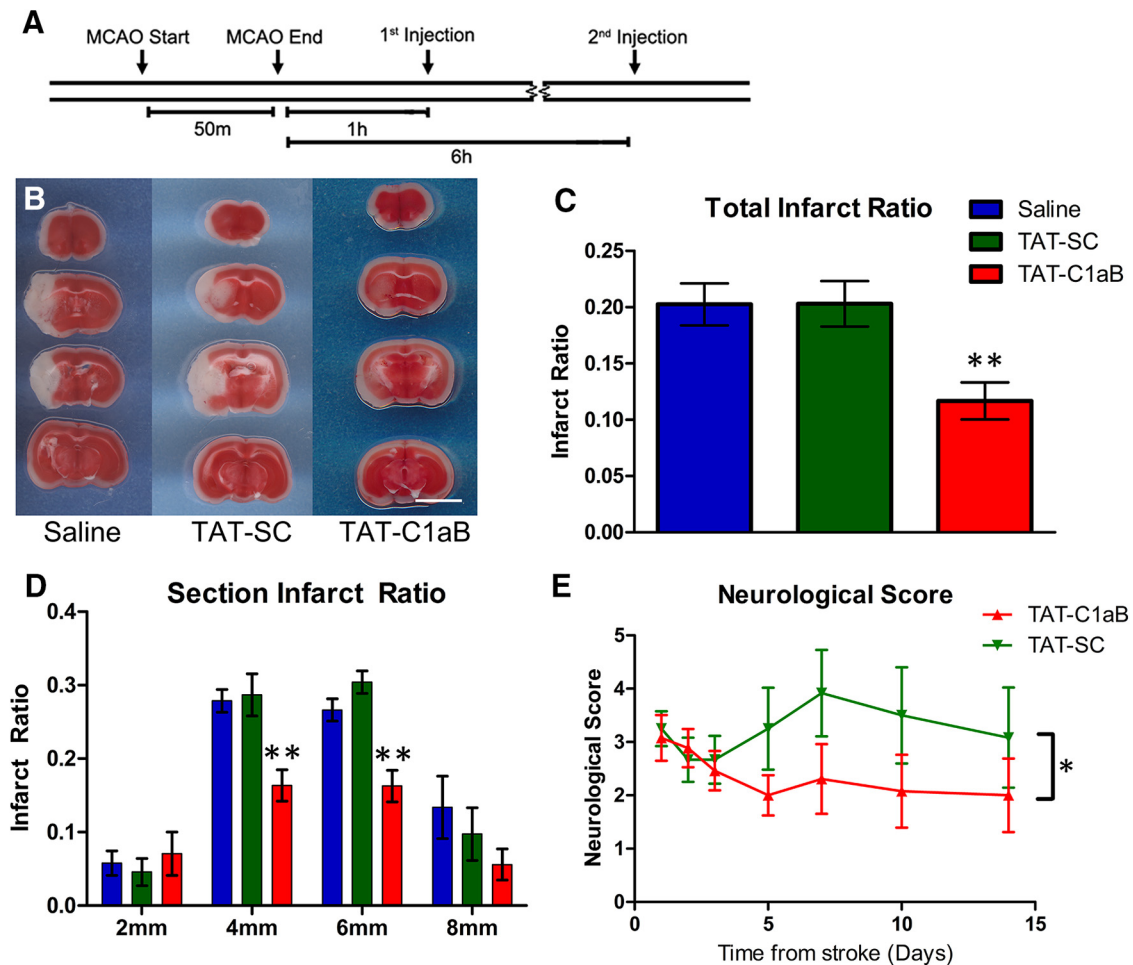 A
MCAO Start
MCAO End
1st Injection
2nd Injection
50m
1h
6h
B
Saline
TAT-SC
TAT-C1aB
C
Total Infarct Ratio
Saline
TAT-SC
TAT-C1aB
Infarct Ratio
0.25
0.20
0.15
0.10
0.05
0.00
**
D
Section Infarct Ratio
Infarct Ratio
0.4
0.3
0.2
0.1
0.0
**
**
2mm
4mm
6mm
8mm
E
Neurological Score
TAT-C1aB
TAT-SC
Neurological Score
5
4
3
2
1
0
*
0
5
10
15
Time from stroke (Days)